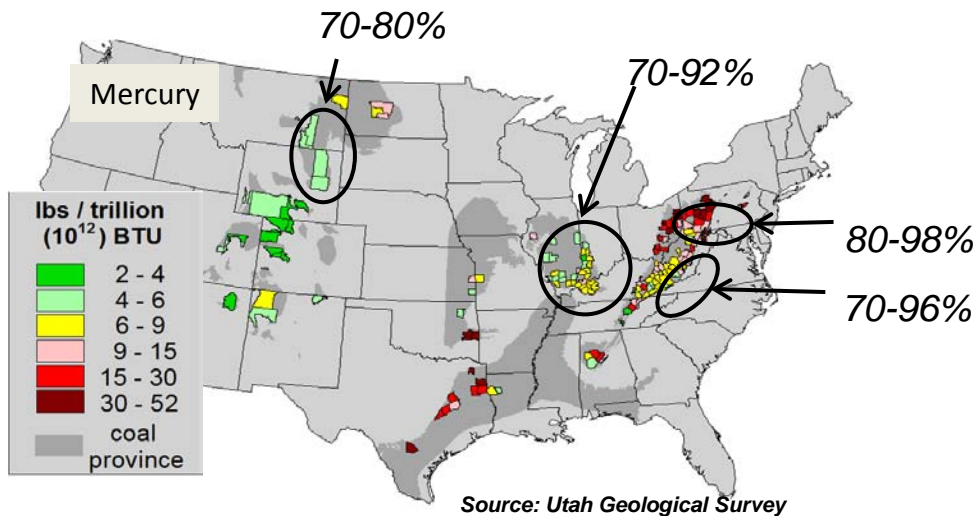 70-80%
70-92%
Mercury
lbs / trillion
(10¹²) BTU
2 - 4
4 - 6
6 - 9
9 - 15
15 - 30
30 - 52
coal
province
80-98%
70-96%
Source: Utah Geological Survey